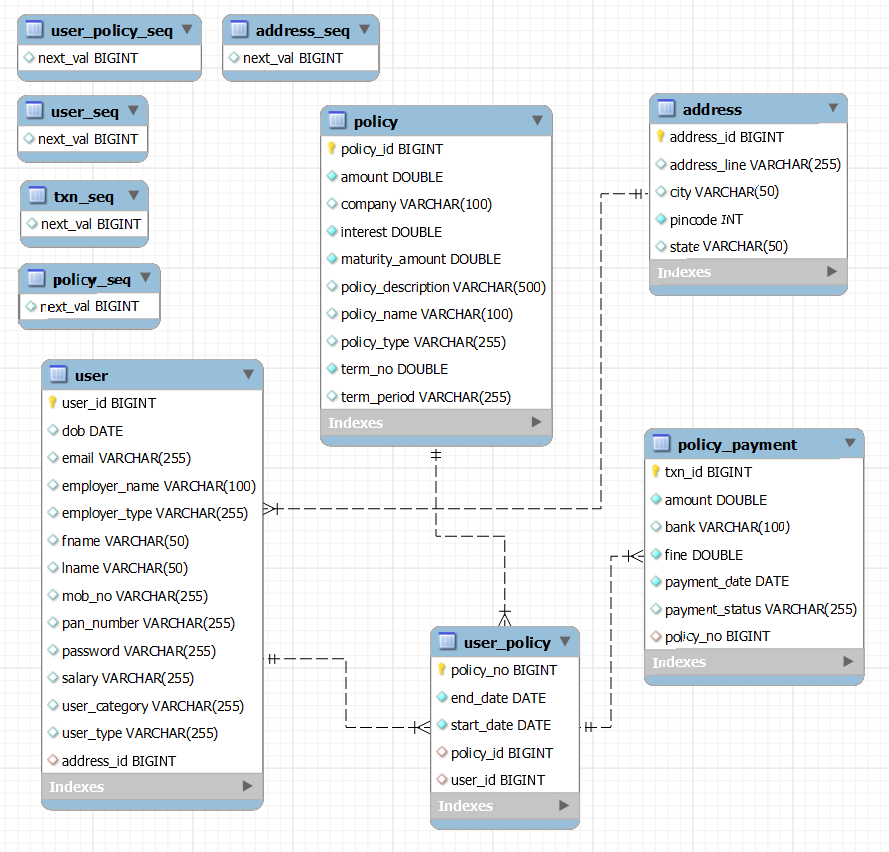 user_policy_seq
next_val BIGINT
address_seq
next_val BIGINT
user_seq
next_val BIGINT
txn_seq
next_val BIGINT
policy_seq
next_val BIGINT
policy
policy_id BIGINT
amount DOUBLE
company VARCHAR(100)
interest DOUBLE
maturity_amount DOUBLE
policy_description VARCHAR(500)
policy_name VARCHAR(100)
policy_type VARCHAR(255)
term_no DOUBLE
term_period VARCHAR(255)
Indexes
address
address_id BIGINT
address_line VARCHAR(255)
city VARCHAR(50)
pincode INT
state VARCHAR(50)
Indexes
user
user_id BIGINT
dob DATE
email VARCHAR(255)
employer_name VARCHAR(100)
employer_type VARCHAR(255)
fname VARCHAR(50)
lname VARCHAR(50)
mob_no VARCHAR(255)
pan_number VARCHAR(255)
password VARCHAR(255)
salary VARCHAR(255)
user_category VARCHAR(255)
user_type VARCHAR(255)
address_id BIGINT
Indexes
user_policy
policy_no BIGINT
end_date DATE
start_date DATE
policy_id BIGINT
user_id BIGINT
Indexes
policy_payment
txn_id BIGINT
amount DOUBLE
bank VARCHAR(100)
fine DOUBLE
payment_date DATE
payment_status VARCHAR(255)
policy_no BIGINT
Indexes